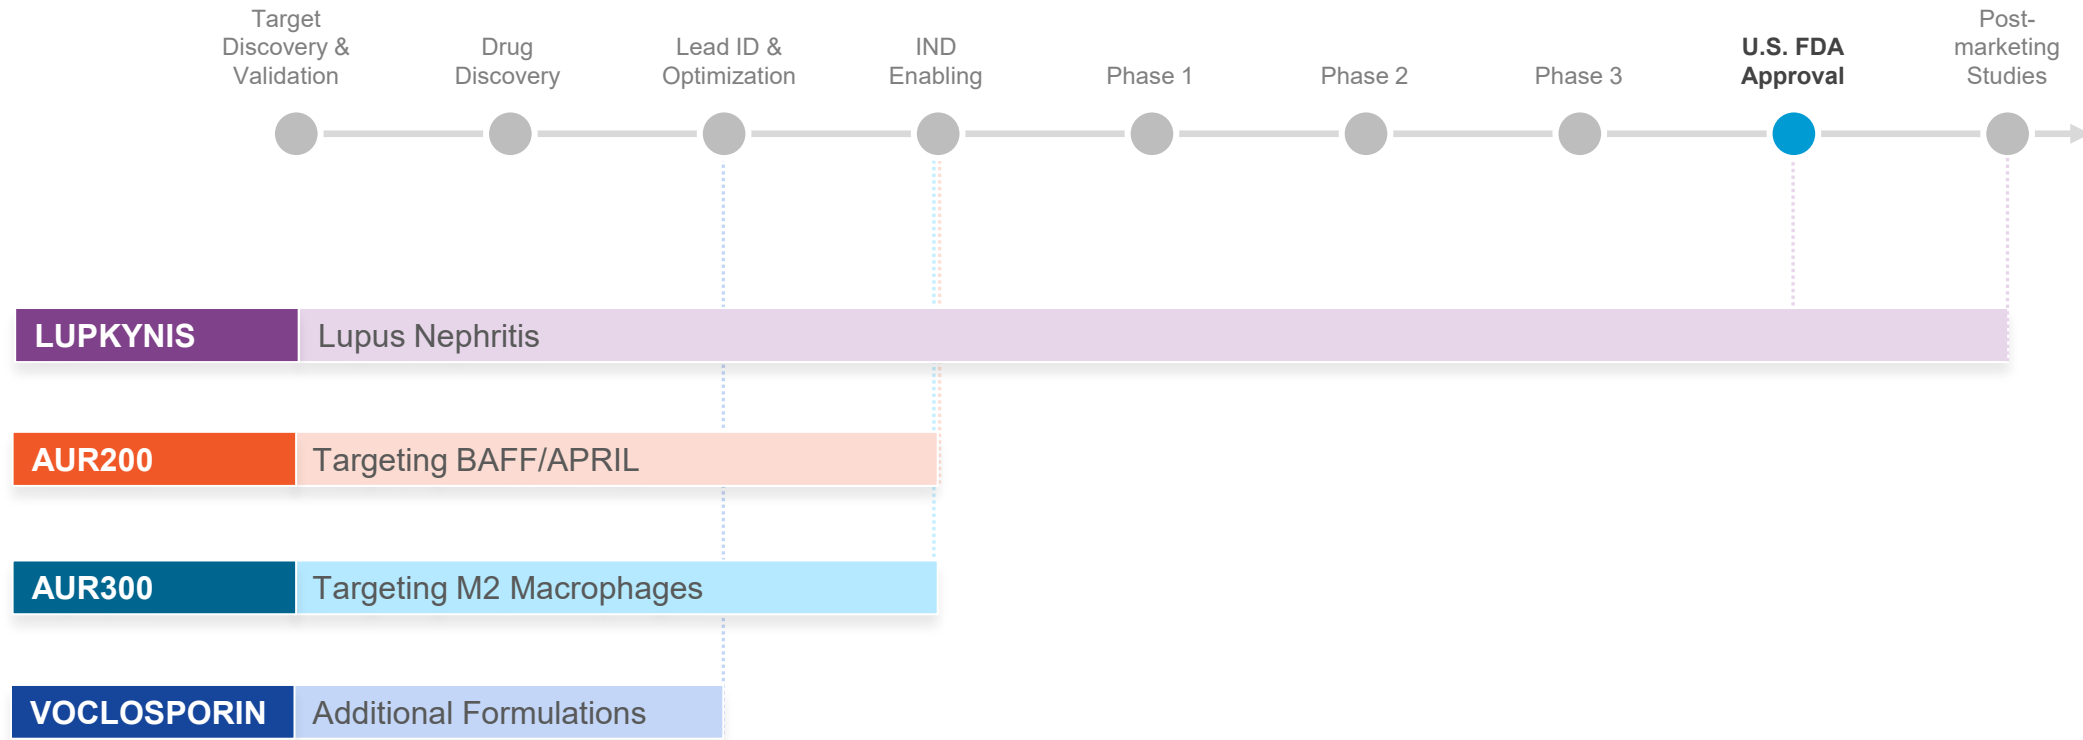 Target
Discovery &
Validation
Drug
Discovery
Lead ID &
Optimization
IND
Enabling
Phase 1
Phase 2
Phase 3
U.S. FDA
Approval
Post-
marketing
Studies
LUPKYNIS
Lupus Nephritis
AUR200
Targeting BAFF/APRIL
AUR300
Targeting M2 Macrophages
VOCLOSPORIN
Additional Formulations